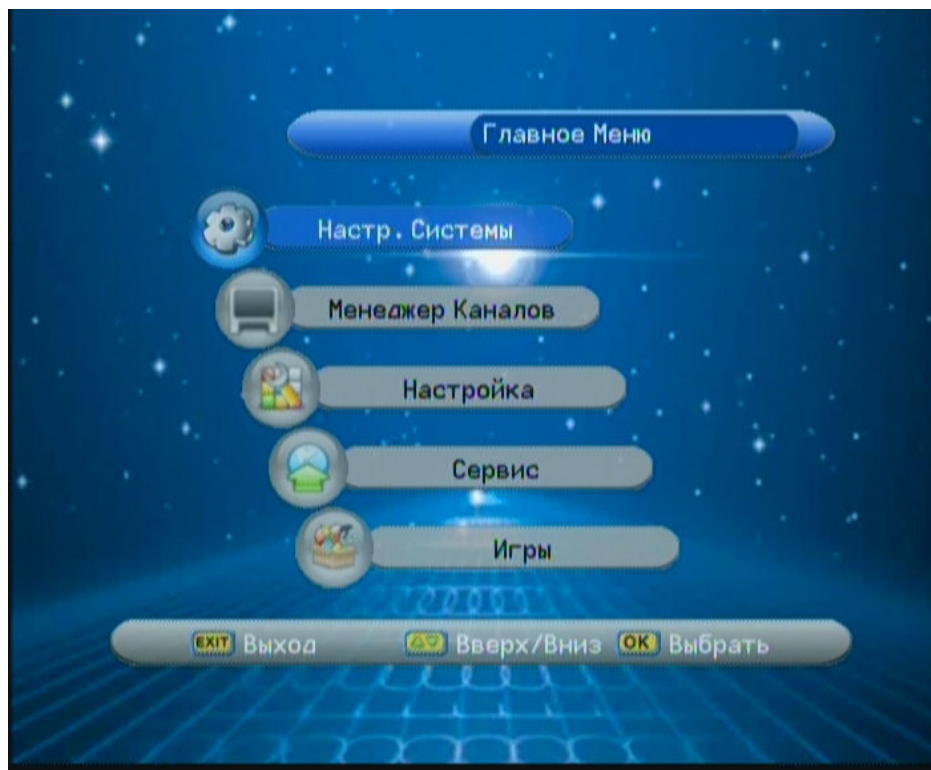 Главное Меню
Настр. Системы
Менеджер Каналов
Настройка
Сервис
Игры
EXIT Выход Вверх/Вниз OK Выбрать